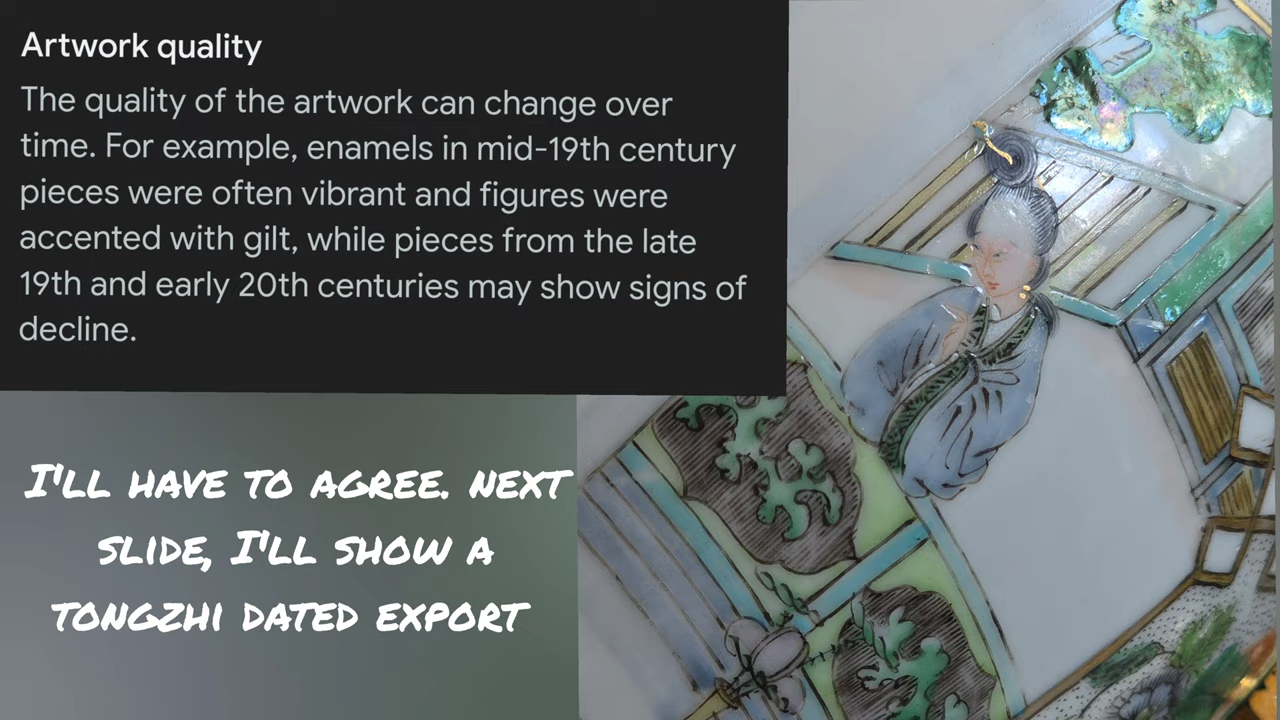 Artwork quality
The quality of the artwork can change over
time. For example, enamels in mid-19th century
pieces were often vibrant and figures were
accented with gilt, while pieces from the late
19th and early 20th centuries may show signs of
decline.
I'LL HAVE TO AGREE. NEXT
SLIDE, I'LL SHOW A
TONGZHI DATED EXPORT